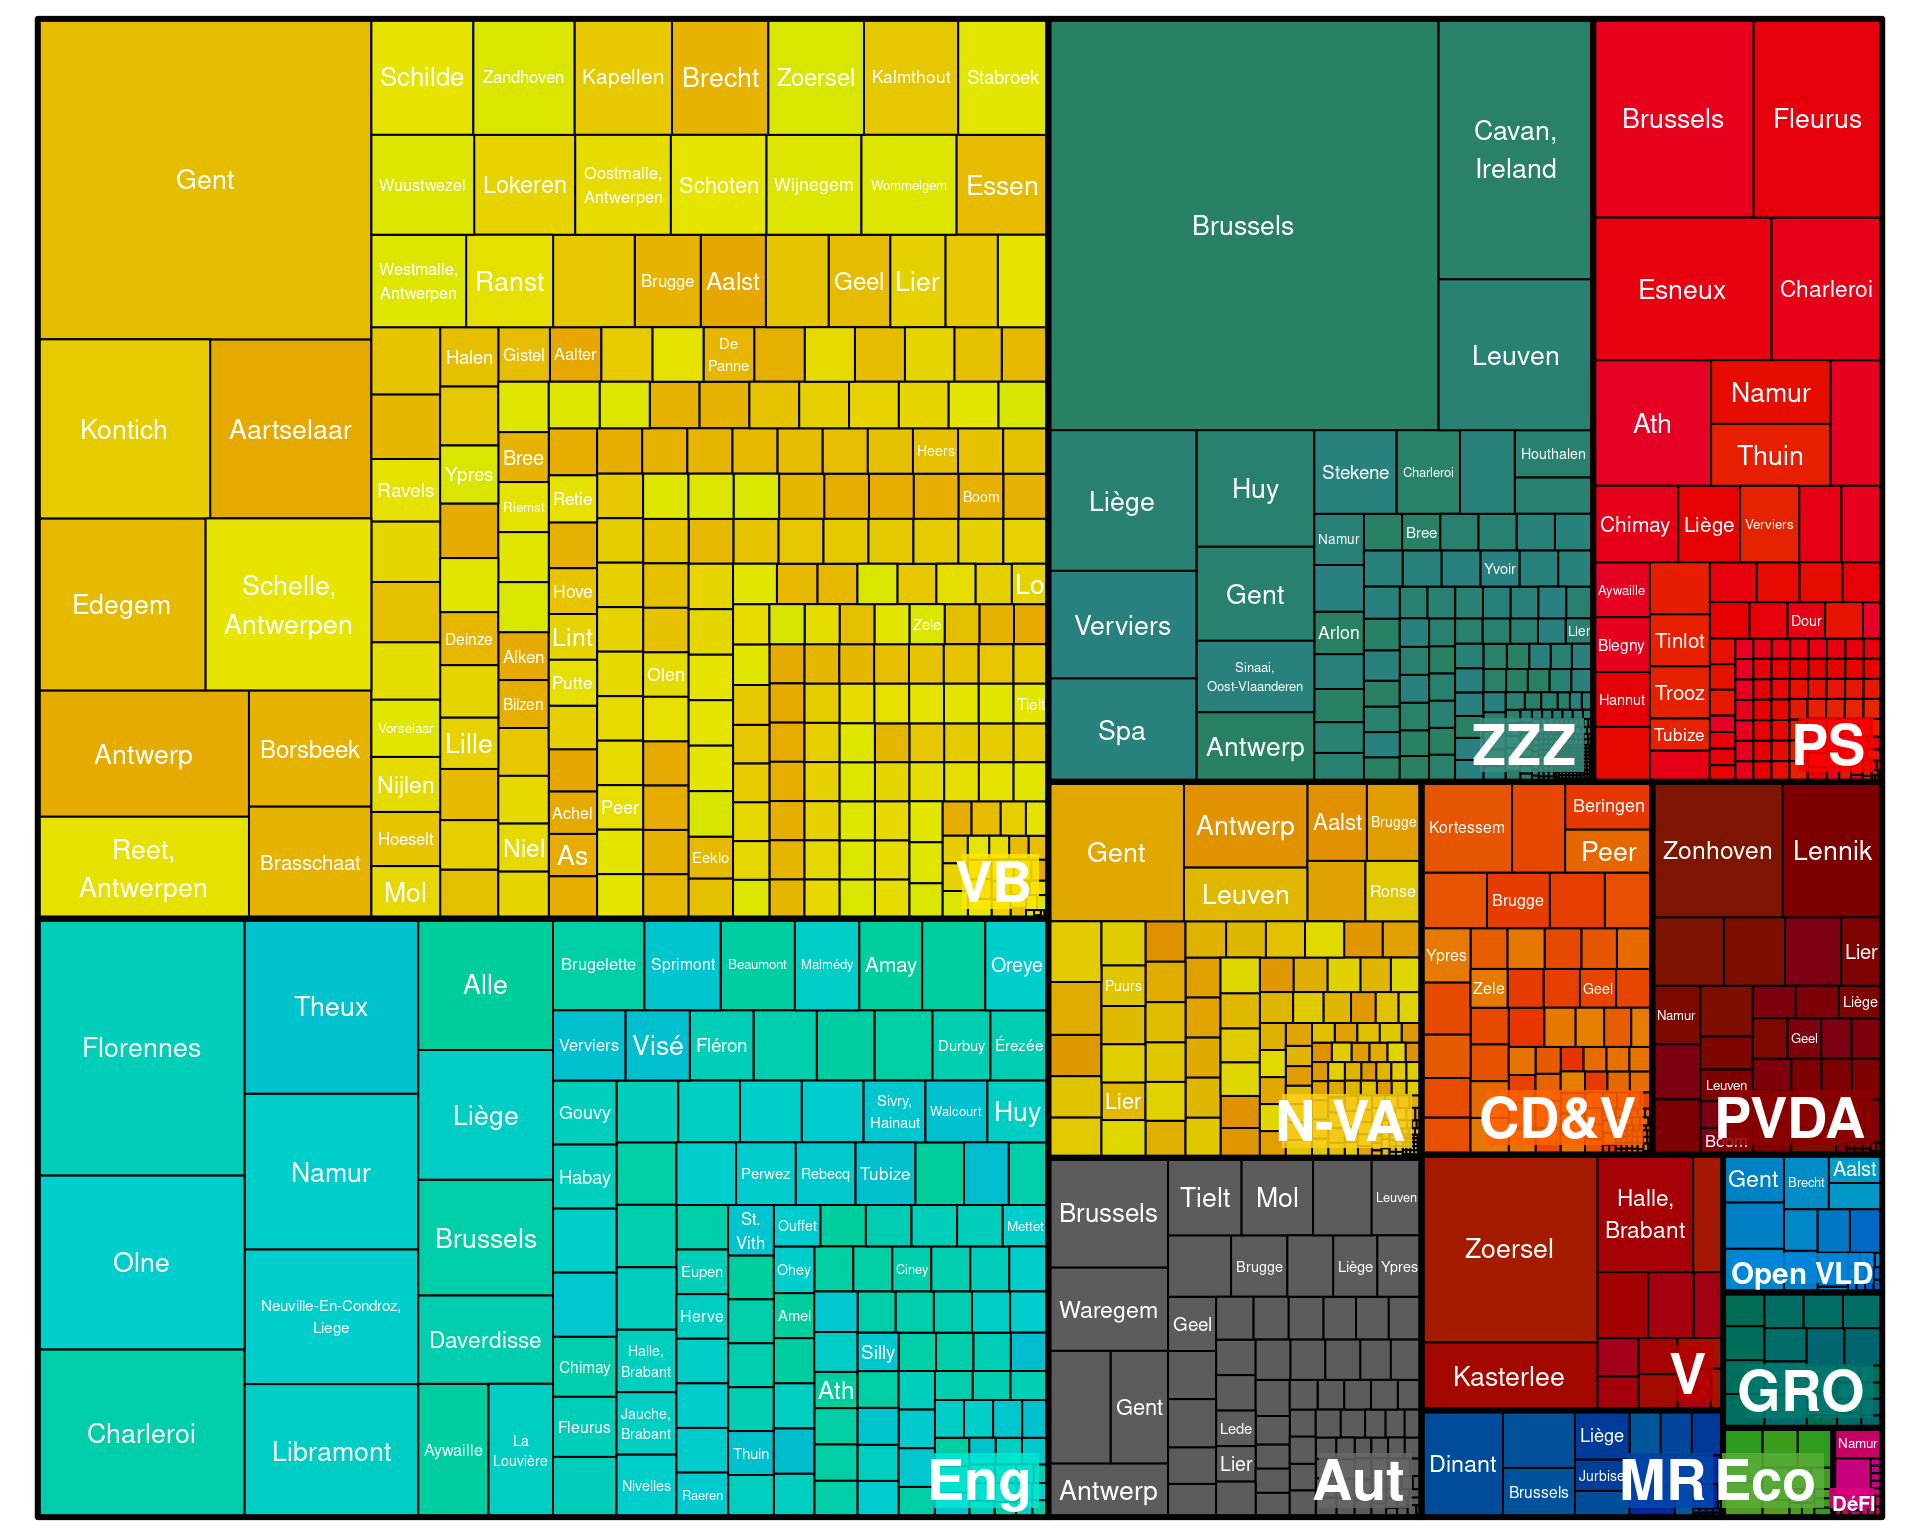 Gent
Schilde
Zandhoven
Kapellen
Brecht
Zoersel
Kalmthout
Stabroek
Wuustwezel
Lokeren
Oostmalle,
Antwerpen
Schoten
Wijnegem
Wommelgem
Essen
Westmalle,
Antwerpen
Ranst
Brugge
Aalst
Geel
Lier
Kontich
Aartselaar
Halen
Gistel
Aalter
De
Panne
Ravels
Ypres
Bree
Riemst
Retie
Heers
Boom
Edegem
Schelle,
Antwerpen
Hove
Lo
Deinze
Lint
Zele
Alken
Putte
Olen
Bilzen
Tielt
Antwerp
Borsbeek
Vorselaar
Lille
Nijlen
Achel
Peer
Reet,
Antwerpen
Brasschaat
Hoeselt
Niel
As
Eeklo
Mol
VB
Brussels
Cavan,
Ireland
Leuven
Liège
Huy
Stekene
Charleroi
Houthalen
Namur
Bree
Yvoir
Verviers
Gent
Arlon
Lier
Sinaai,
Oost-Vlaanderen
Spa
Antwerp
ZZZ
Brussels
Fleurus
Esneux
Charleroi
Ath
Namur
Thuin
Chimay
Liège
Verviers
Aywaille
Dour
Blegny
Tinlot
Hannut
Trooz
Tubize
PS
Florennes
Theux
Alle
Brugelette
Sprimont
Beaumont
Malmédy
Amay
Oreye
Verviers
Visé
Fléron
Durbuy
Érezée
Liège
Gouvy
Sivry,
Hainaut
Walcourt
Huy
Namur
Habay
Perwez
Rebecq
Tubize
Olne
Brussels
St.
Vith
Ouffet
Mettet
Eupen
Ohey
Ciney
Neuville-En-Condroz,
Liege
Herve
Amel
Daverdisse
Chimay
Halle,
Brabant
Silly
Ath
Charleroi
Libramont
Aywaille
La
Louvière
Fleurus
Jauche,
Brabant
Thuin
Nivelles
Raeren
Eng
Gent
Antwerp
Aalst
Brugge
Leuven
Ronse
Puurs
Lier
N-VA
Kortessem
Beringen
Peer
Brugge
Ypres
Zele
Geel
CD&V
Zonhoven
Lennik
Lier
Namur
Liège
Geel
Leuven
Boom
PVDA
Brussels
Tielt
Mol
Leuven
Brugge
Liège
Ypres
Waregem
Geel
Gent
Lede
Lier
Antwerp
Aut
Zoersel
Halle,
Brabant
Kasterlee
V
Gent
Brecht
Aalst
Open VLD
GRO
Dinant
Liège
Jurbise
Brussels
MR
Eco
Namur
DéFI